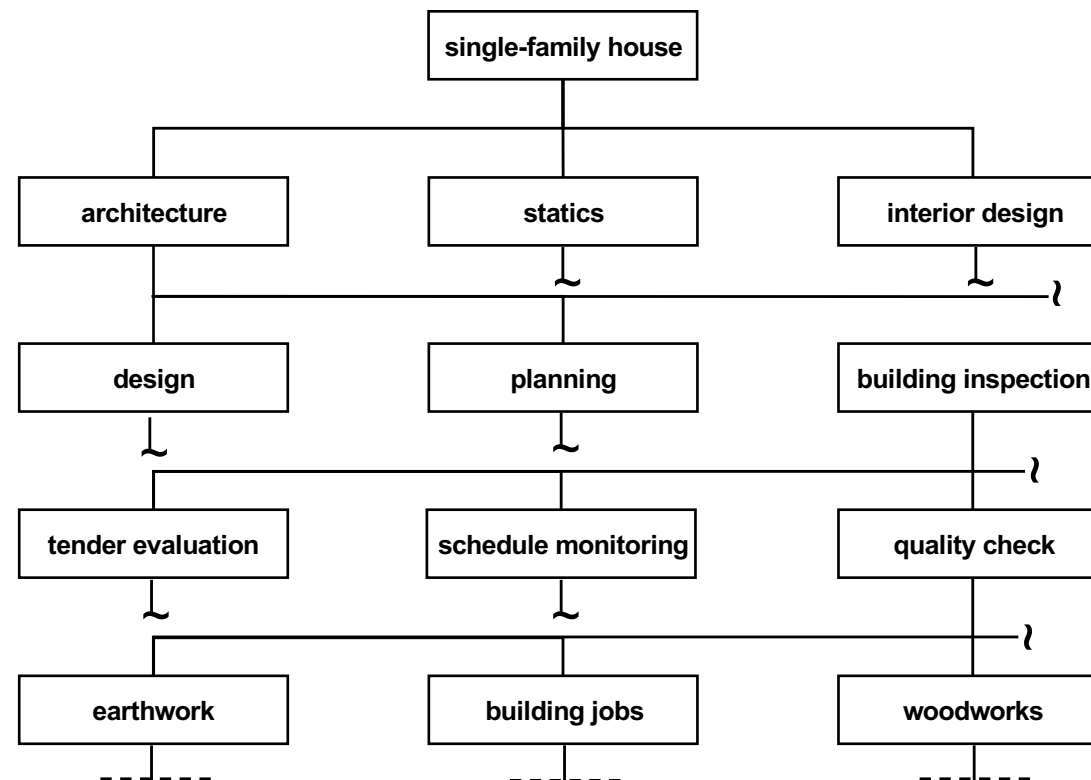 single-family house
architecture
statics
interior design
design
planning
building inspection
tender evaluation
schedule monitoring
quality check
earthwork
building jobs
woodworks